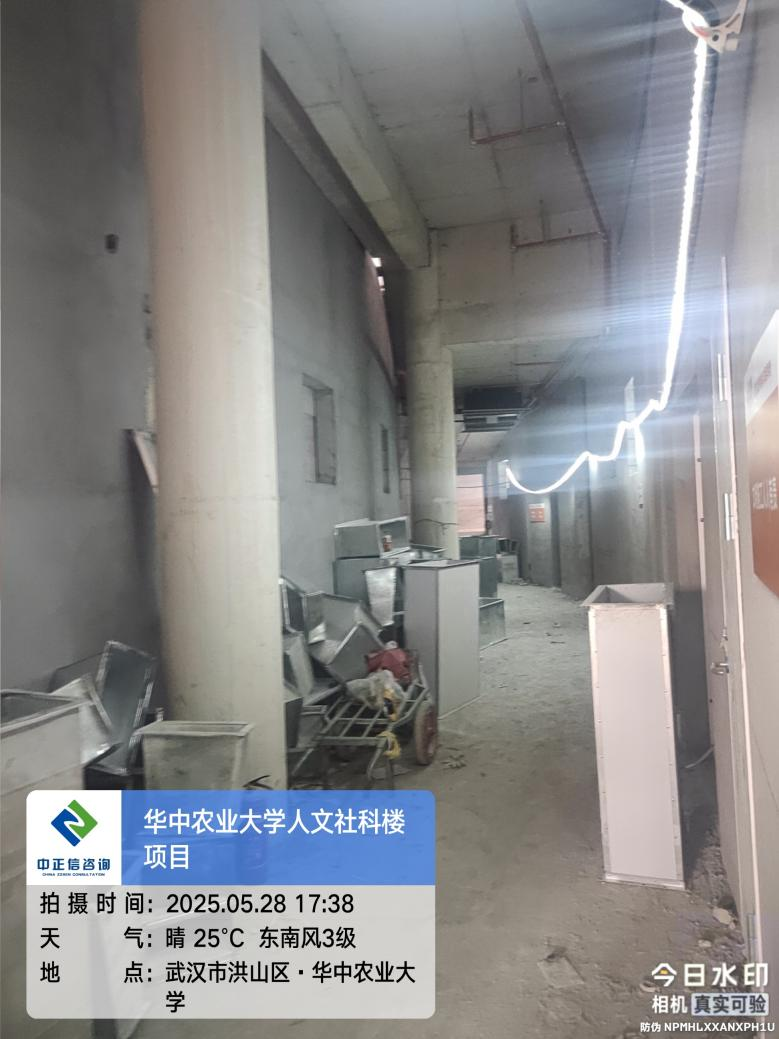 中正信咨询
CHINA ZOREN CONSULTATION
华中农业大学人文社科楼
项目
拍摄时间：2025.05.28 17:38
天气：晴 25℃ 东南风3级
地点：武汉市洪山区·华中农业大
学
今日水印
相机 真实可验
防伪 NPMHLXXANXPH1U